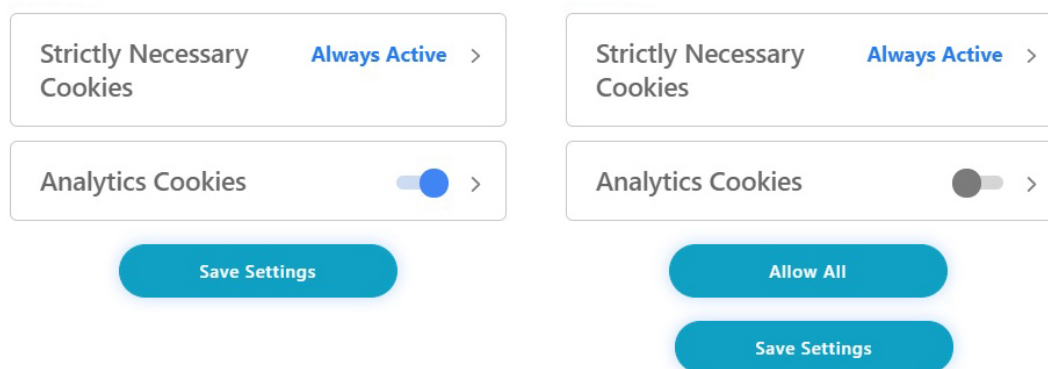 Strictly Necessary
Cookies
Always Active
Analytics Cookies
Save Settings
Strictly Necessary
Cookies
Always Active
Analytics Cookies
Allow All
Save Settings